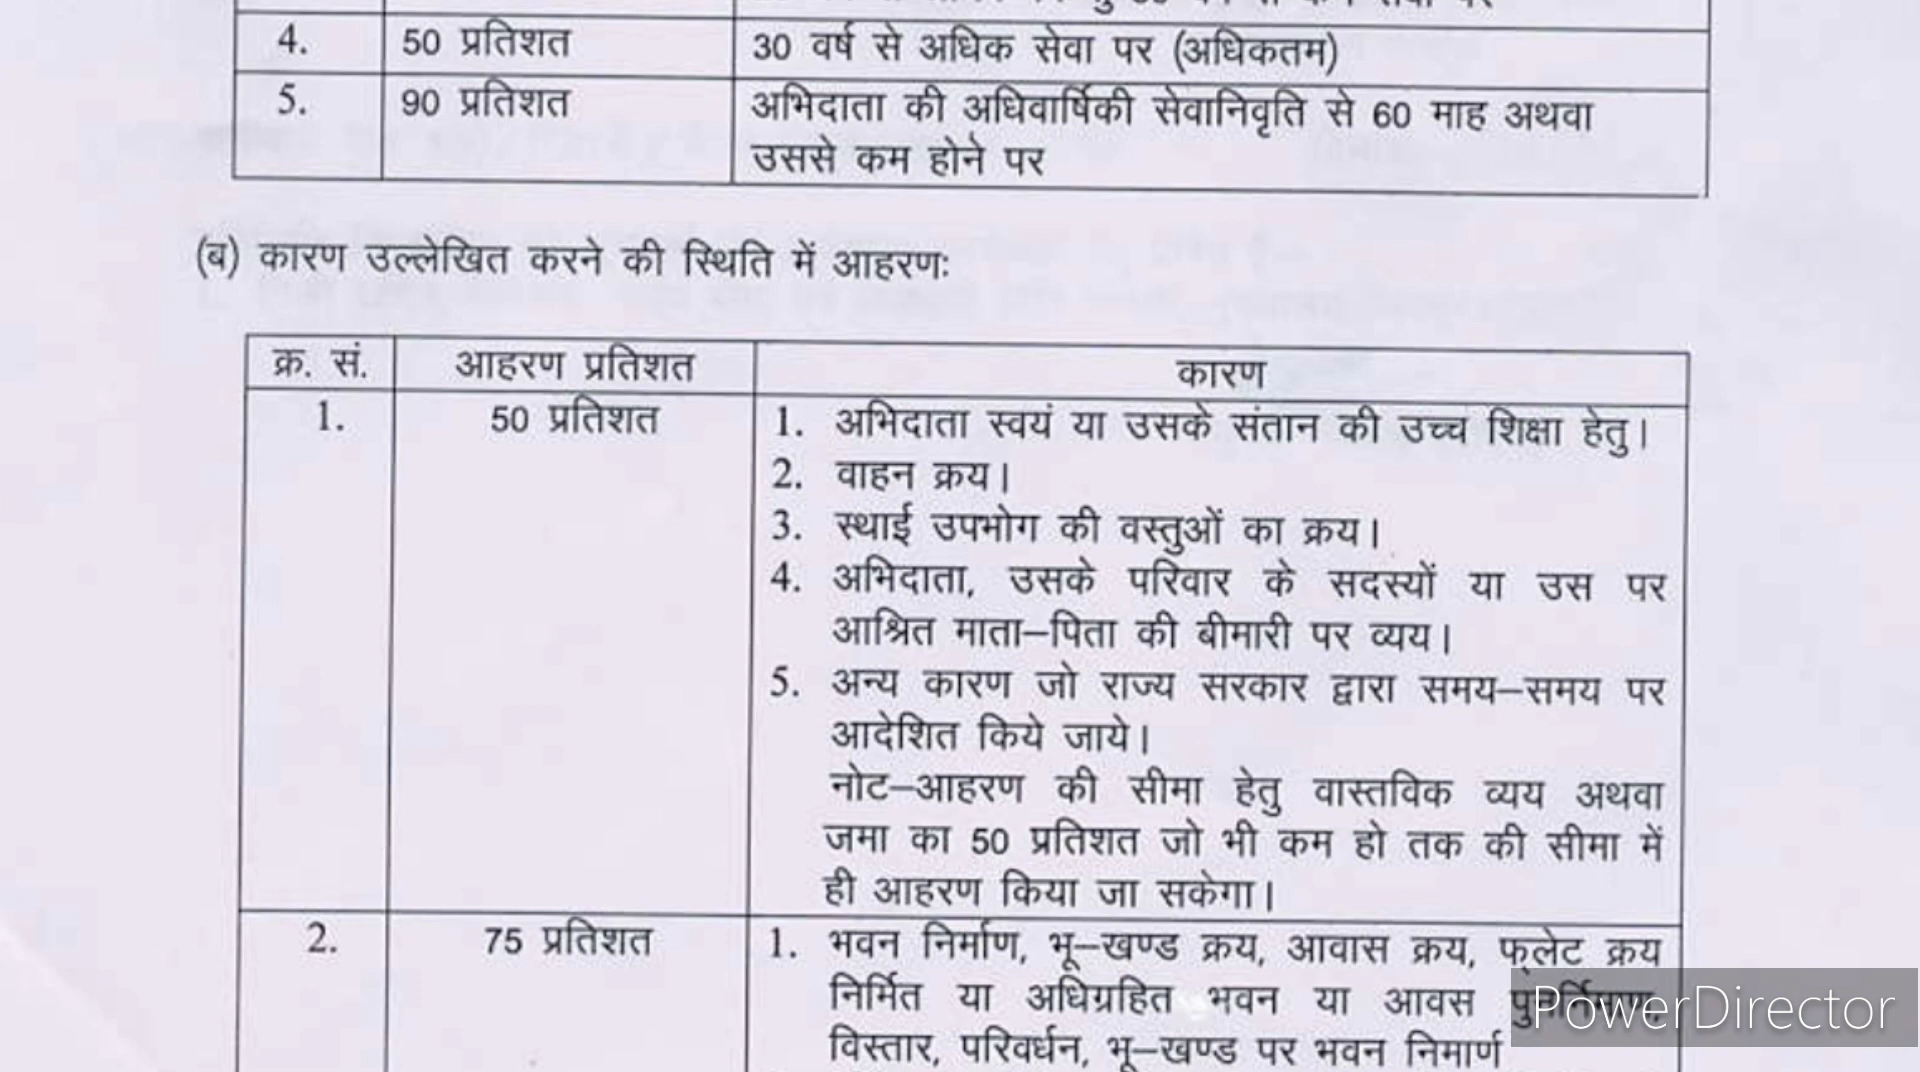 4. 50 प्रतिशत 30 वर्ष से अधिक सेवा पर (अधिकतम)
5. 90 प्रतिशत अभिदाता की अधिवार्षिकी सेवानिवृति से 60 माह अथवा
उससे कम होने पर
(ब) कारण उल्लेखित करने की स्थिति में आहरणः
क्र. सं. आहरण प्रतिशत कारण
1. 50 प्रतिशत 1. अभिदाता स्वयं या उसके संतान की उच्च शिक्षा हेतु।
2. वाहन क्रय।
3. स्थाई उपभोग की वस्तुओं का क्रय।
4. अभिदाता, उसके परिवार के सदस्यों या उस पर
आश्रित माता–पिता की बीमारी पर व्यय।
5. अन्य कारण जो राज्य सरकार द्वारा समय–समय पर
आदेशित किये जाये।
नोट–आहरण की सीमा हेतु वास्तविक व्यय अथवा
जमा का 50 प्रतिशत जो भी कम हो तक की सीमा में
ही आहरण किया जा सकेगा।
2. 75 प्रतिशत 1. भवन निर्माण, भू–खण्ड क्रय, आवास क्रय, फ्लेट क्रय
निर्मित या अधिग्रहित भवन या आवस पुनर्निमाण,
विस्तार, परिवर्धन, भू–खण्ड पर भवन निमार्ण
PowerDirector